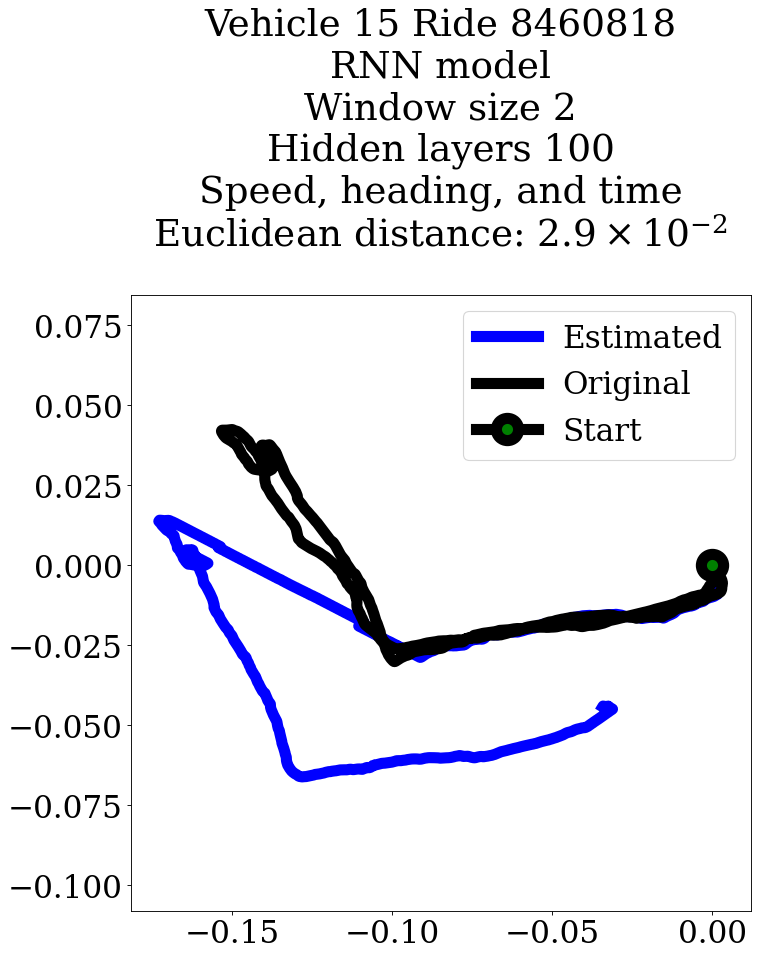 Vehicle 15 Ride 8460818
RNN model
Window size 2
Hidden layers 100
Speed, heading, and time
Euclidean distance: 2.9 × 10⁻²
Estimated
Original
Start
0.075
0.050
0.025
0.000
−0.025
−0.050
−0.075
−0.100
−0.15 −0.10 −0.05 0.00